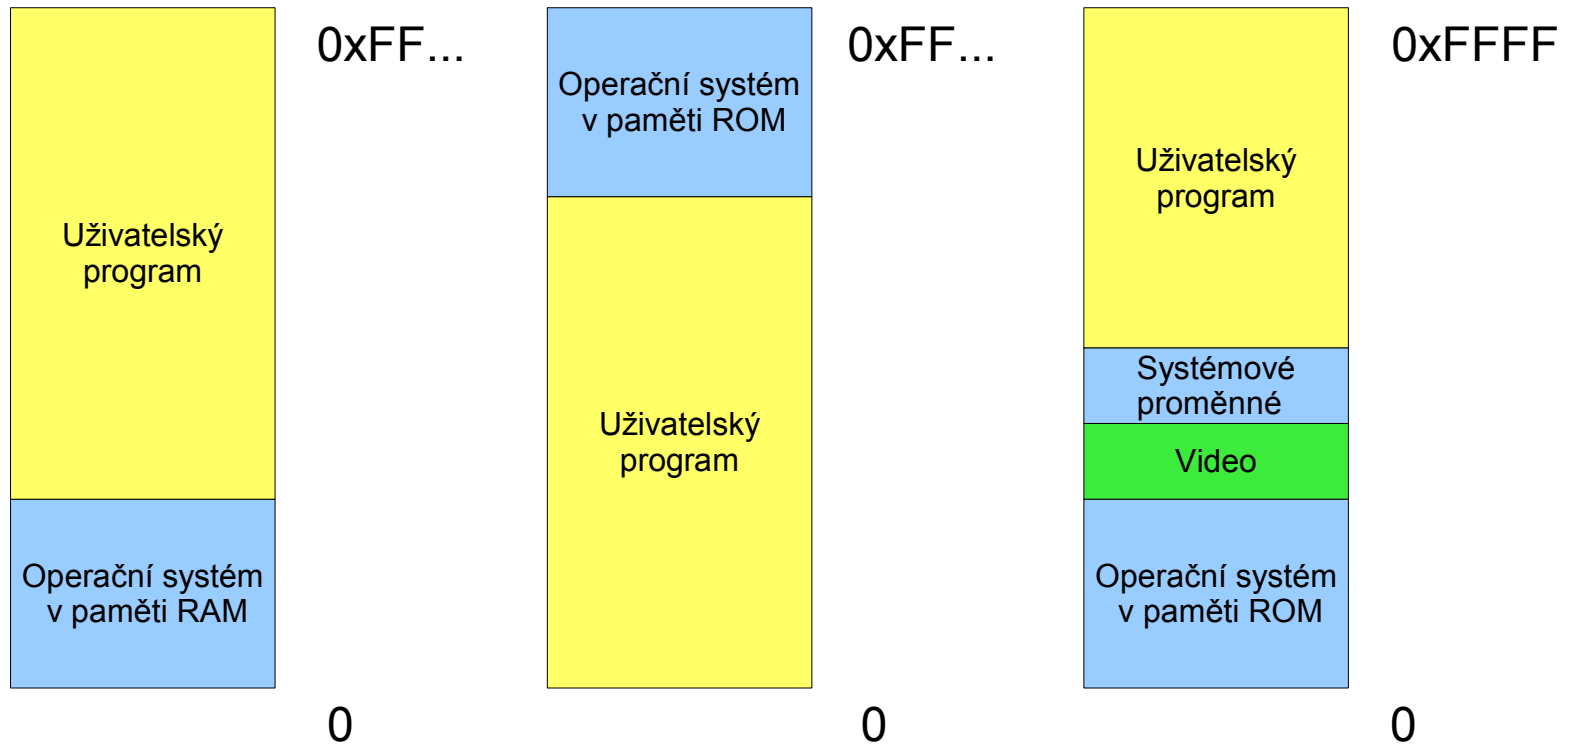 0xFF...
Uživatelský
program
Operační systém
v paměti RAM
0
0xFF...
Operační systém
v paměti ROM
Uživatelský
program
0
0xFFFF
Uživatelský
program
Systémové
proměnné
Video
Operační systém
v paměti ROM
0